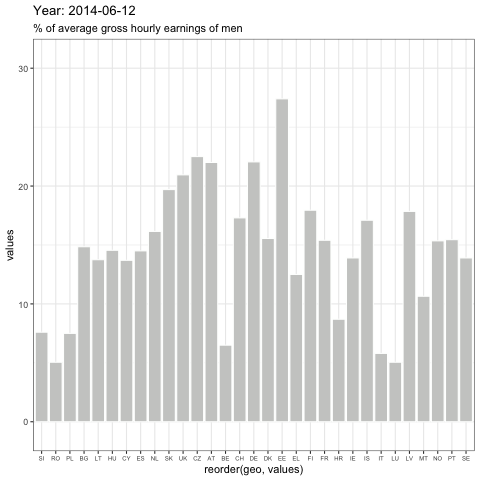 Year: 2014-06-12
% of average gross hourly earnings of men
30
20
10
0
values
SI RO PL BG LT HU CY ES NL SK UK CZ AT BE CH DE DK EE EL FI FR HR IE IS IT LU LV MT NO PT SE
reorder(geo, values)